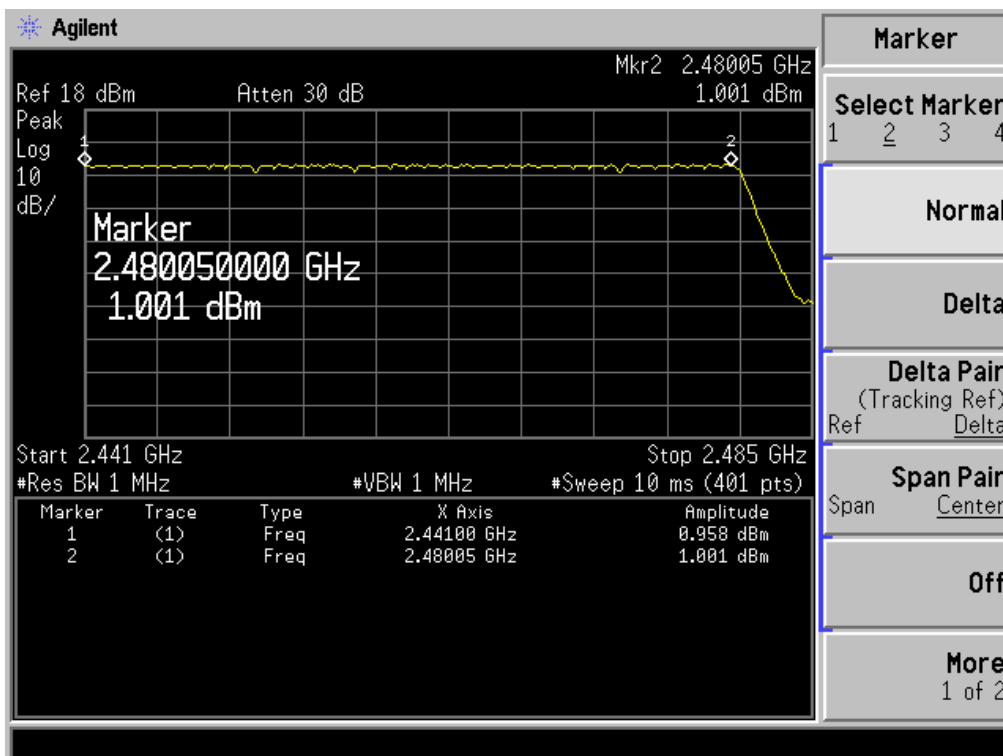 Agilent
Mkr2 2.48005 GHz
Ref 18 dBm Atten 30 dB 1.001 dBm
Peak
Log
10
dB/
1
2
Marker
2.480050000 GHz
1.001 dBm
Start 2.441 GHz Stop 2.485 GHz
#Res BW 1 MHz #VBW 1 MHz #Sweep 10 ms (401 pts)
Marker Trace Type X Axis Amplitude
1 (1) Freq 2.44100 GHz 0.958 dBm
2 (1) Freq 2.48005 GHz 1.001 dBm
Marker
Select Marker
1 2 3 4
Normal
Delta
Delta Pair
(Tracking Ref)
Ref Delta
Span Pair
Span Center
Off
More
1 of 2